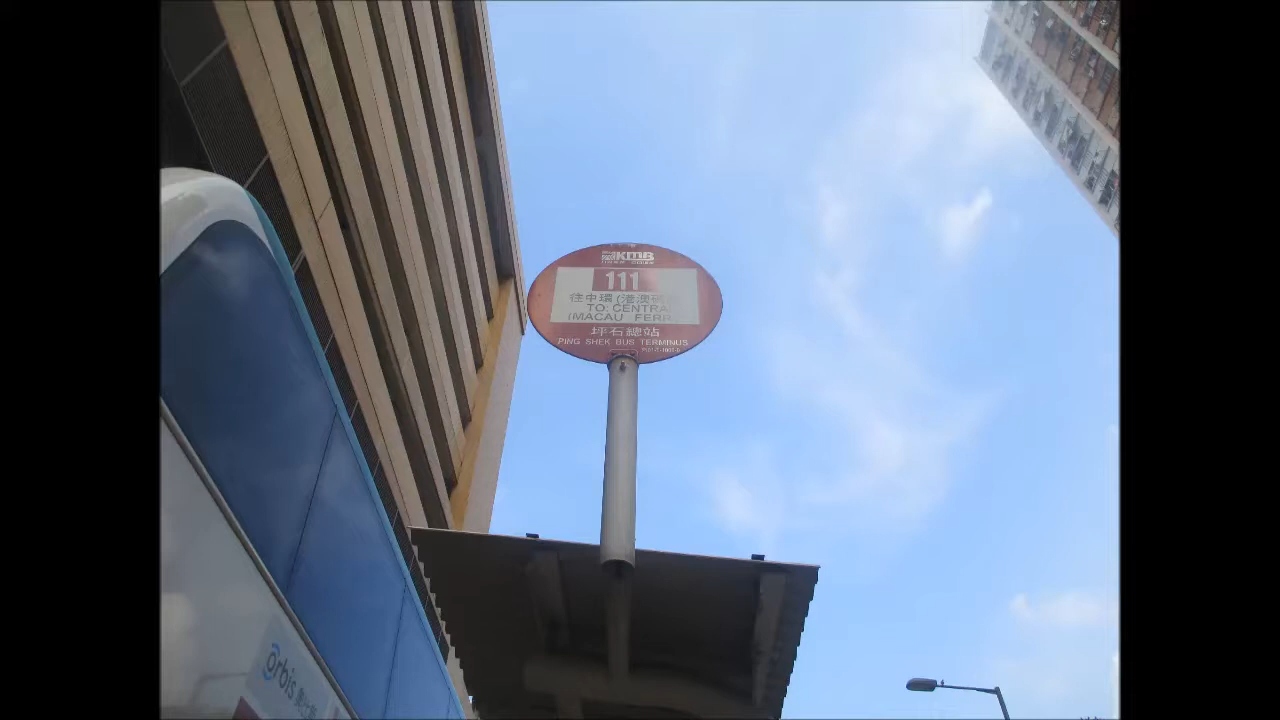 KMB
111
往中環 (港澳碼
TO: CENTRAL
(MACAU FERR
坪石總站
PING SHEK BUS TERMINUS
orbis